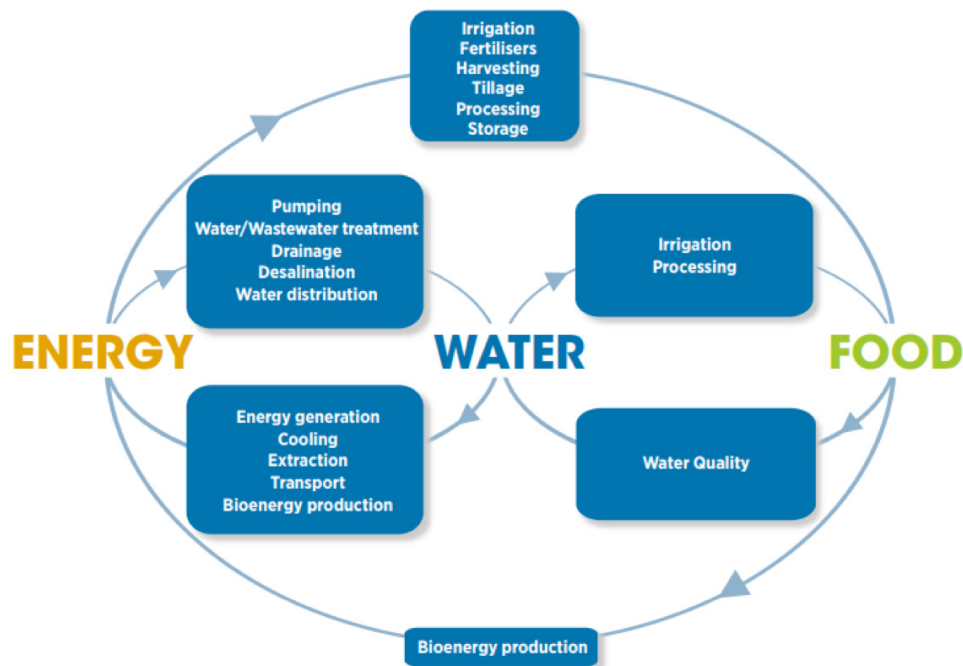 Irrigation
Fertilisers
Harvesting
Tillage
Processing
Storage
Pumping
Water/Wastewater treatment
Drainage
Desalination
Water distribution
Irrigation
Processing
ENERGY
WATER
FOOD
Energy generation
Cooling
Extraction
Transport
Bioenergy production
Water Quality
Bioenergy production